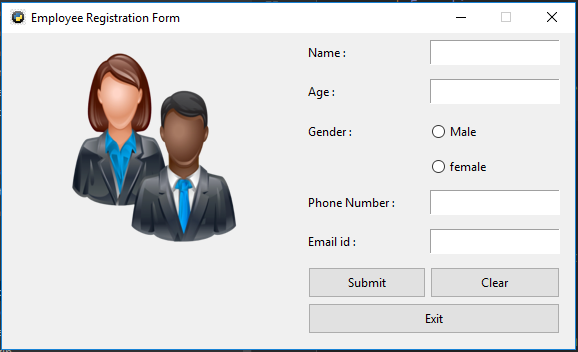 Employee Registration Form
Name :
Age :
Gender :
Male
female
Phone Number :
Email id :
Submit
Clear
Exit